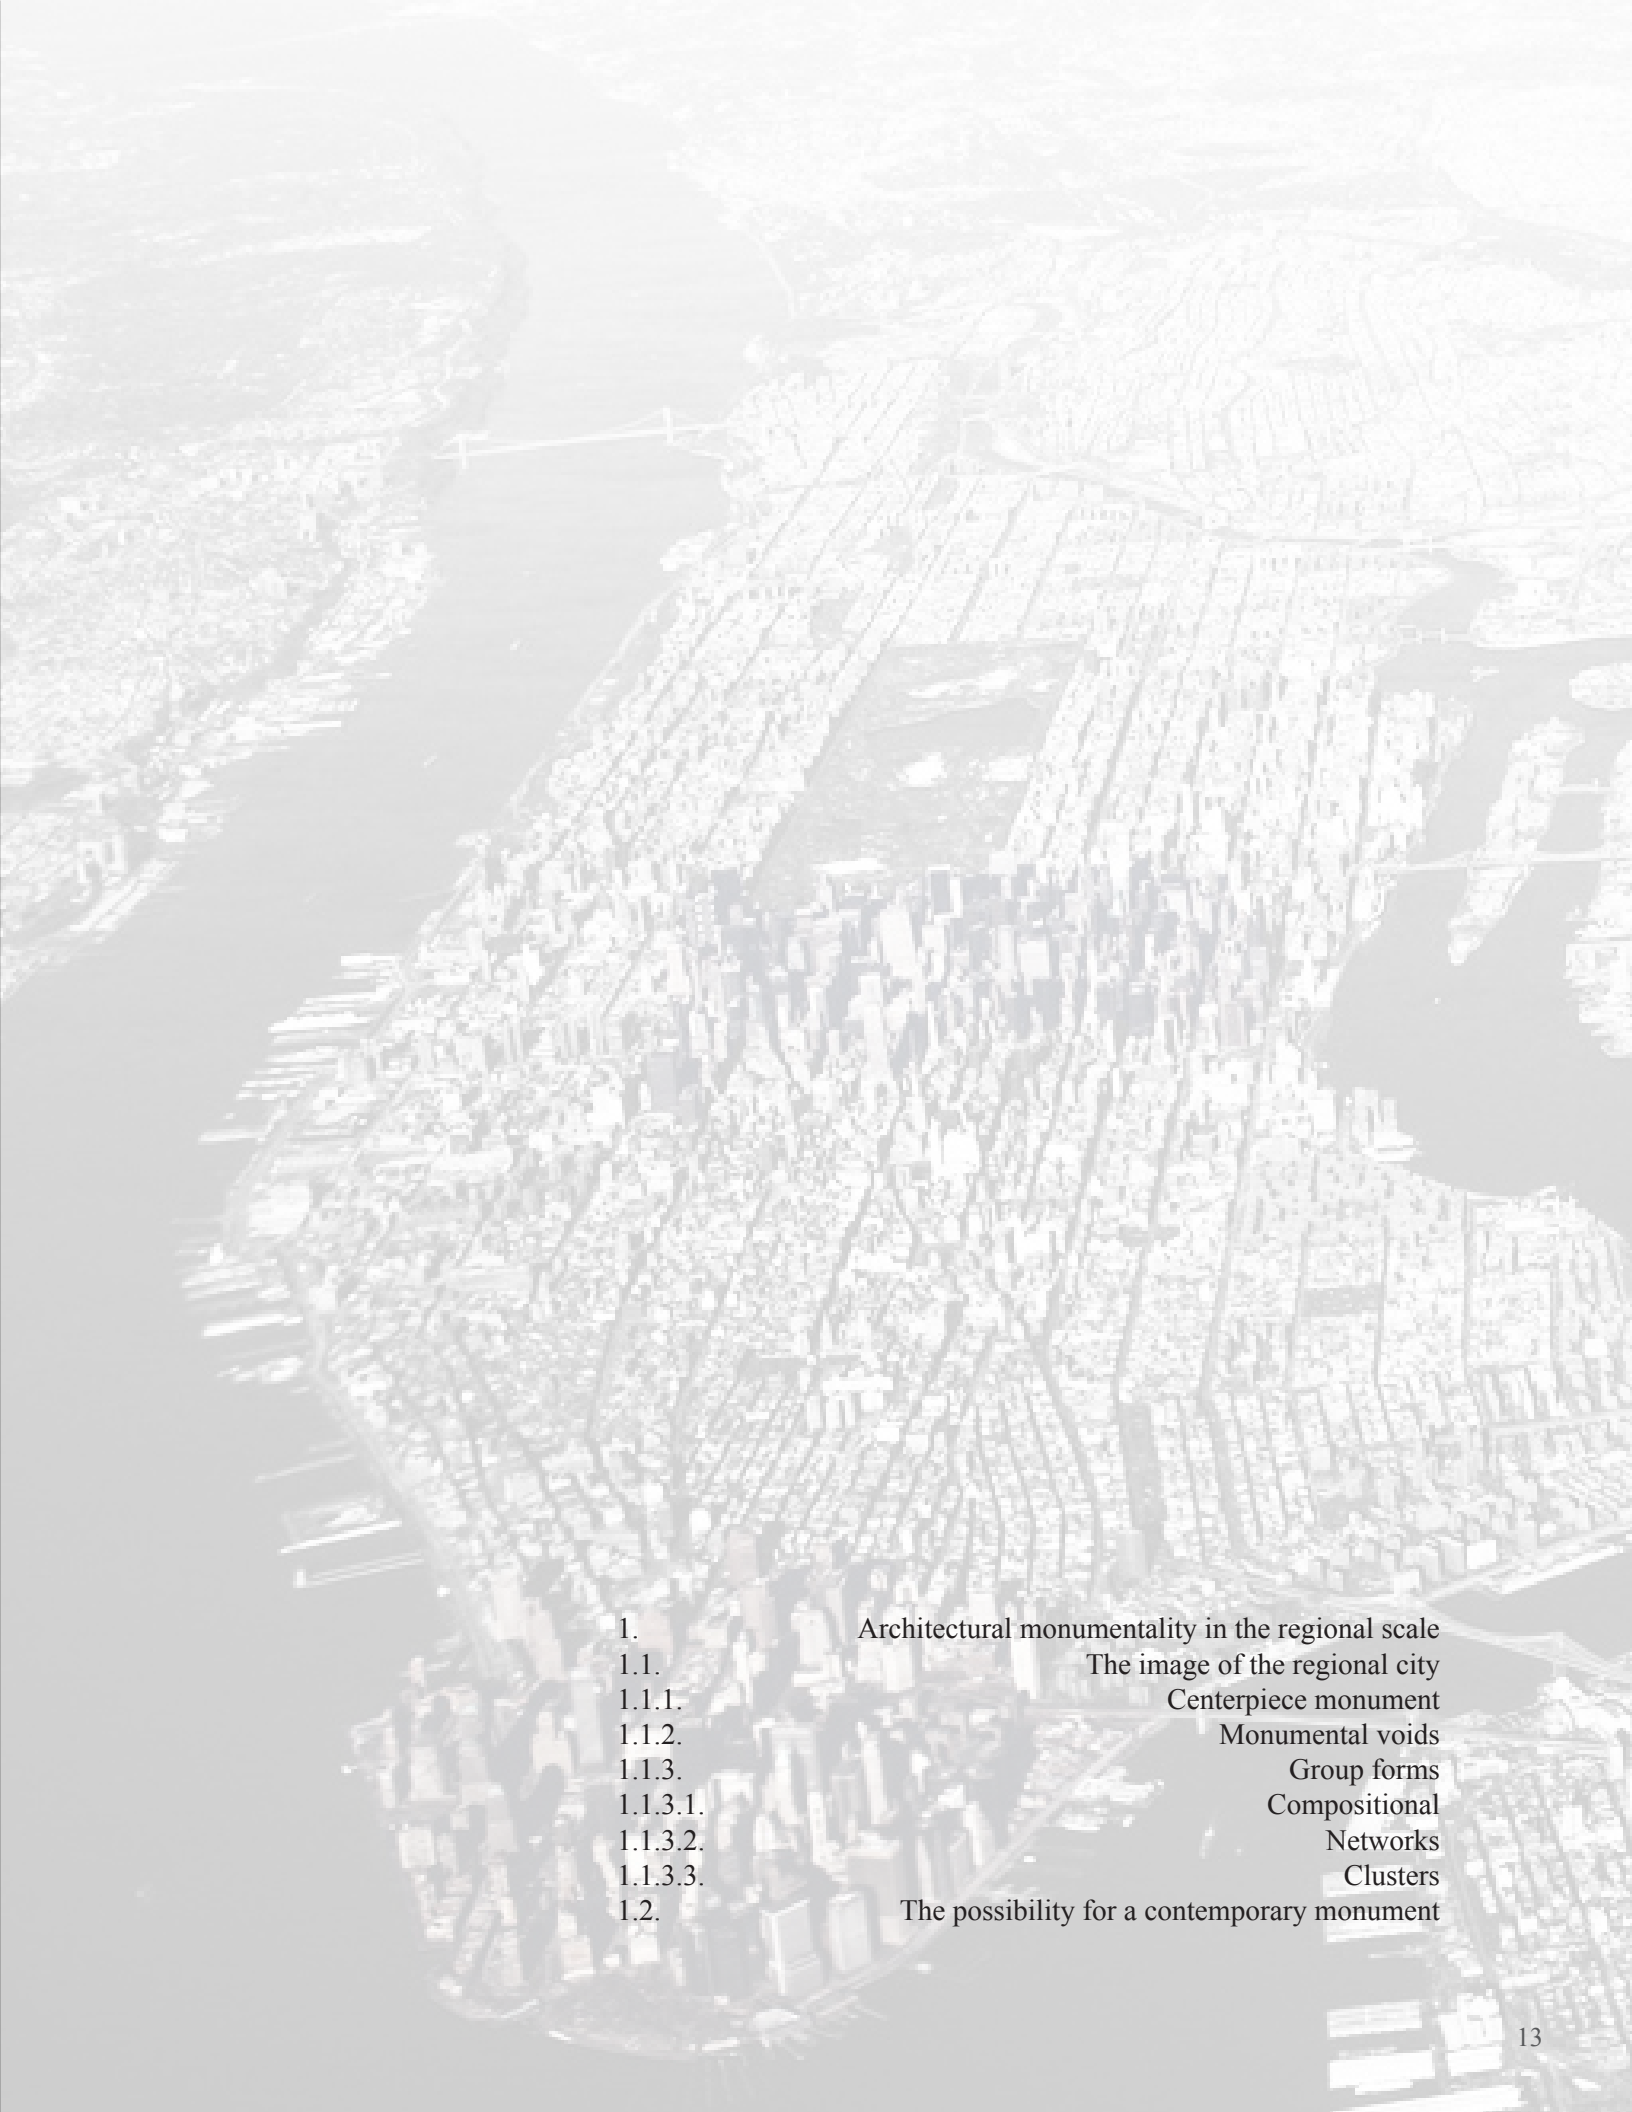 1. Architectural monumentality in the regional scale
1.1. The image of the regional city
1.1.1. Centerpiece monument
1.1.2. Monumental voids
1.1.3. Group forms
1.1.3.1. Compositional
1.1.3.2. Networks
1.1.3.3. Clusters
1.2. The possibility for a contemporary monument
13